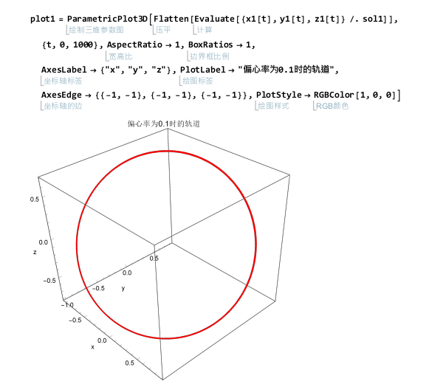 plot1 = ParametricPlot3D[Flatten[Evaluate[{x1[t], y1[t], z1[t]} /. sol1]],
绘制三维参数图 压平 计算
{t, 0, 1000}, AspectRatio → 1, BoxRatios → 1,
宽高比 边界框比例
AxesLabel → {"x", "y", "z"}, PlotLabel → "偏心率为0.1时的轨道",
坐标轴标签 绘图标签
AxesEdge → {{-1, -1}, {-1, -1}, {-1, -1}}, PlotStyle → RGBColor[1, 0, 0]]
坐标轴的边 绘图样式 RGB颜色
偏心率为0.1时的轨道
0.5
0.0
z
-0.5
-1.0
-0.5
x
0.0
0.5
-0.5
y
0.0
0.5